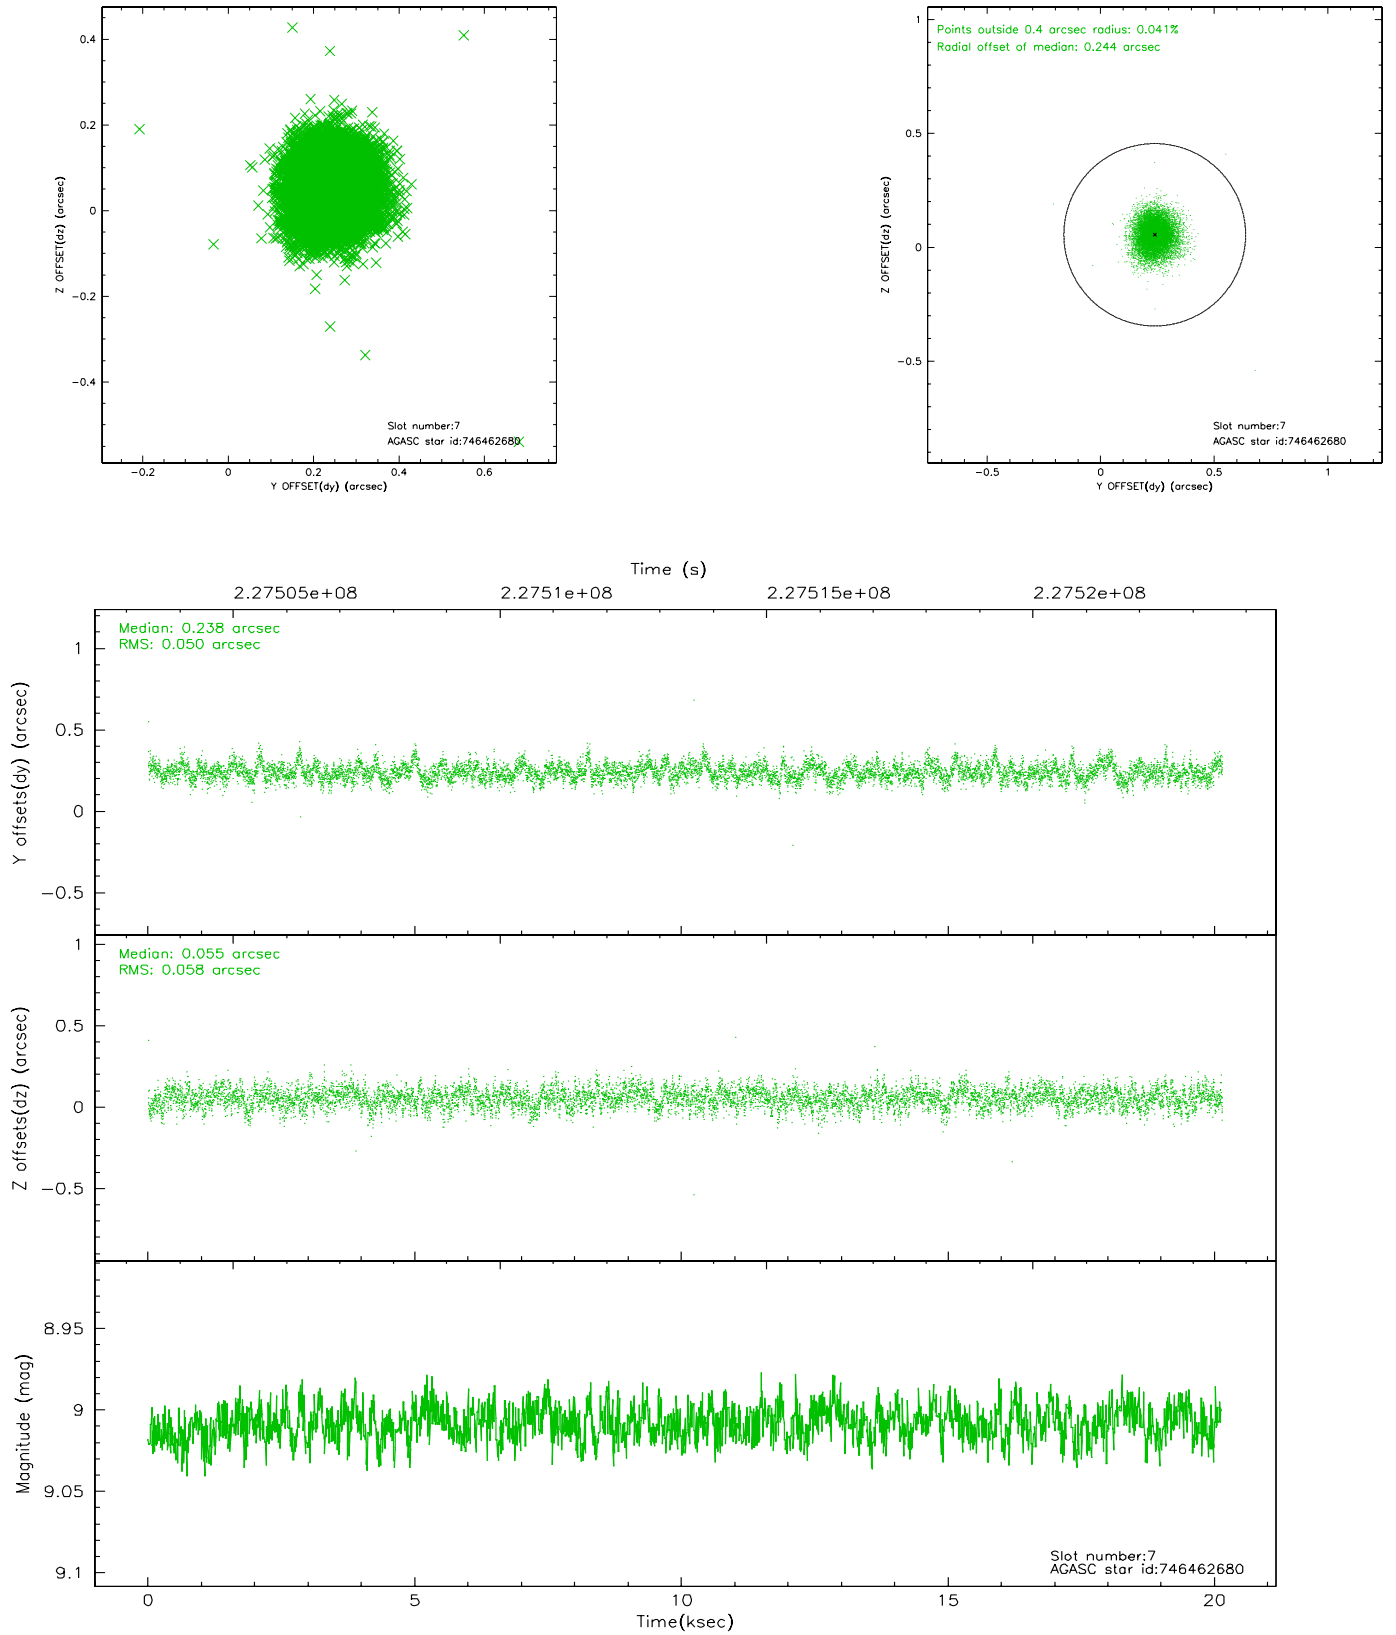 0.4
0.2
0
−0.2
−0.4
Z OFFSET(dz) (arcsec)
Slot number:7
AGASC star id:746462680
−0.2 0 0.2 0.4 0.6
Y OFFSET(dy) (arcsec)
Points outside 0.4 arcsec radius: 0.041%
Radial offset of median: 0.244 arcsec
1
0.5
0
−0.5
Z OFFSET(dz) (arcsec)
Slot number:7
AGASC star id:746462680
−0.5 0 0.5 1
Y OFFSET(dy) (arcsec)
Time (s)
2.27505e+08 2.2751e+08 2.27515e+08 2.2752e+08
Median: 0.238 arcsec
RMS: 0.050 arcsec
1
0.5
0
−0.5
Y offsets(dy) (arcsec)
Median: 0.055 arcsec
RMS: 0.058 arcsec
1
0.5
0
−0.5
Z offsets(dz) (arcsec)
8.95
9
9.05
9.1
Magnitude (mag)
Slot number:7
AGASC star id:746462680
0 5 10 15 20
Time(ksec)